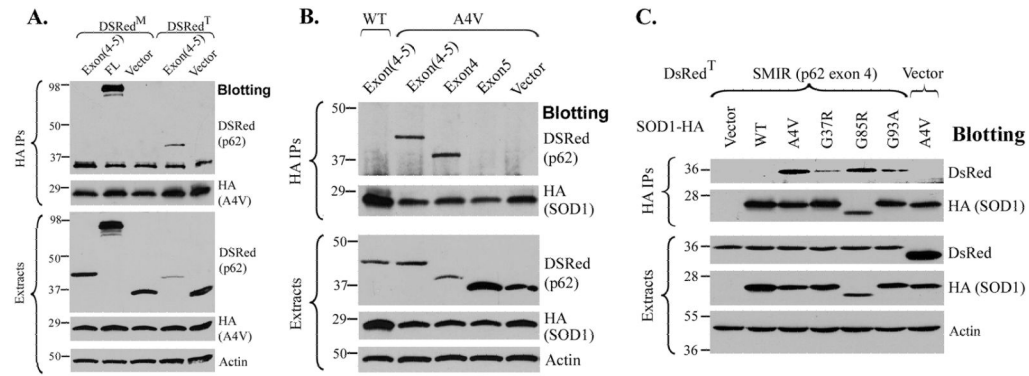 A.
DSRedM DSRedT
Exon(4-5) FL Vector Exon(4-5) Vector
HA IPs
98
Blotting
50
DSRed
(p62)
37
29
HA
(A4V)
Extracts
98
50
DSRed
(p62)
37
29
HA
(A4V)
50
Actin
B.
WT A4V
Exon(4-5) Exon(4-5) Exon4 Exon5 Vector
HA IPs
50
Blotting
DSRed
(p62)
37
29
HA
(SOD1)
Extracts
50
DSRed
(p62)
37
29
HA
(SOD1)
50
Actin
C.
DsRedT SMIR (p62 exon 4) Vector
SOD1-HA Vector WT A4V G37R G85R G93A A4V
Blotting
HA IPs
36 DsRed
28
HA (SOD1)
Extracts
36 DsRed
28
HA (SOD1)
55
Actin
36